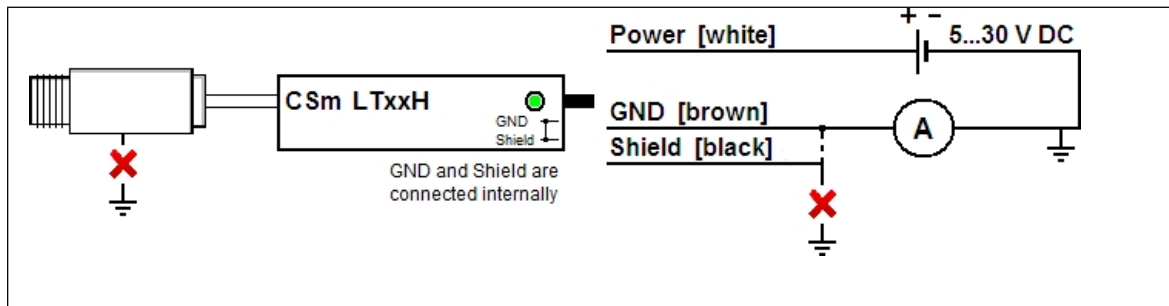 + -
Power [white]
5...30 V DC
CSm LTxxH
GND
Shield
GND [brown]
A
Shield [black]
GND and Shield are
connected internally